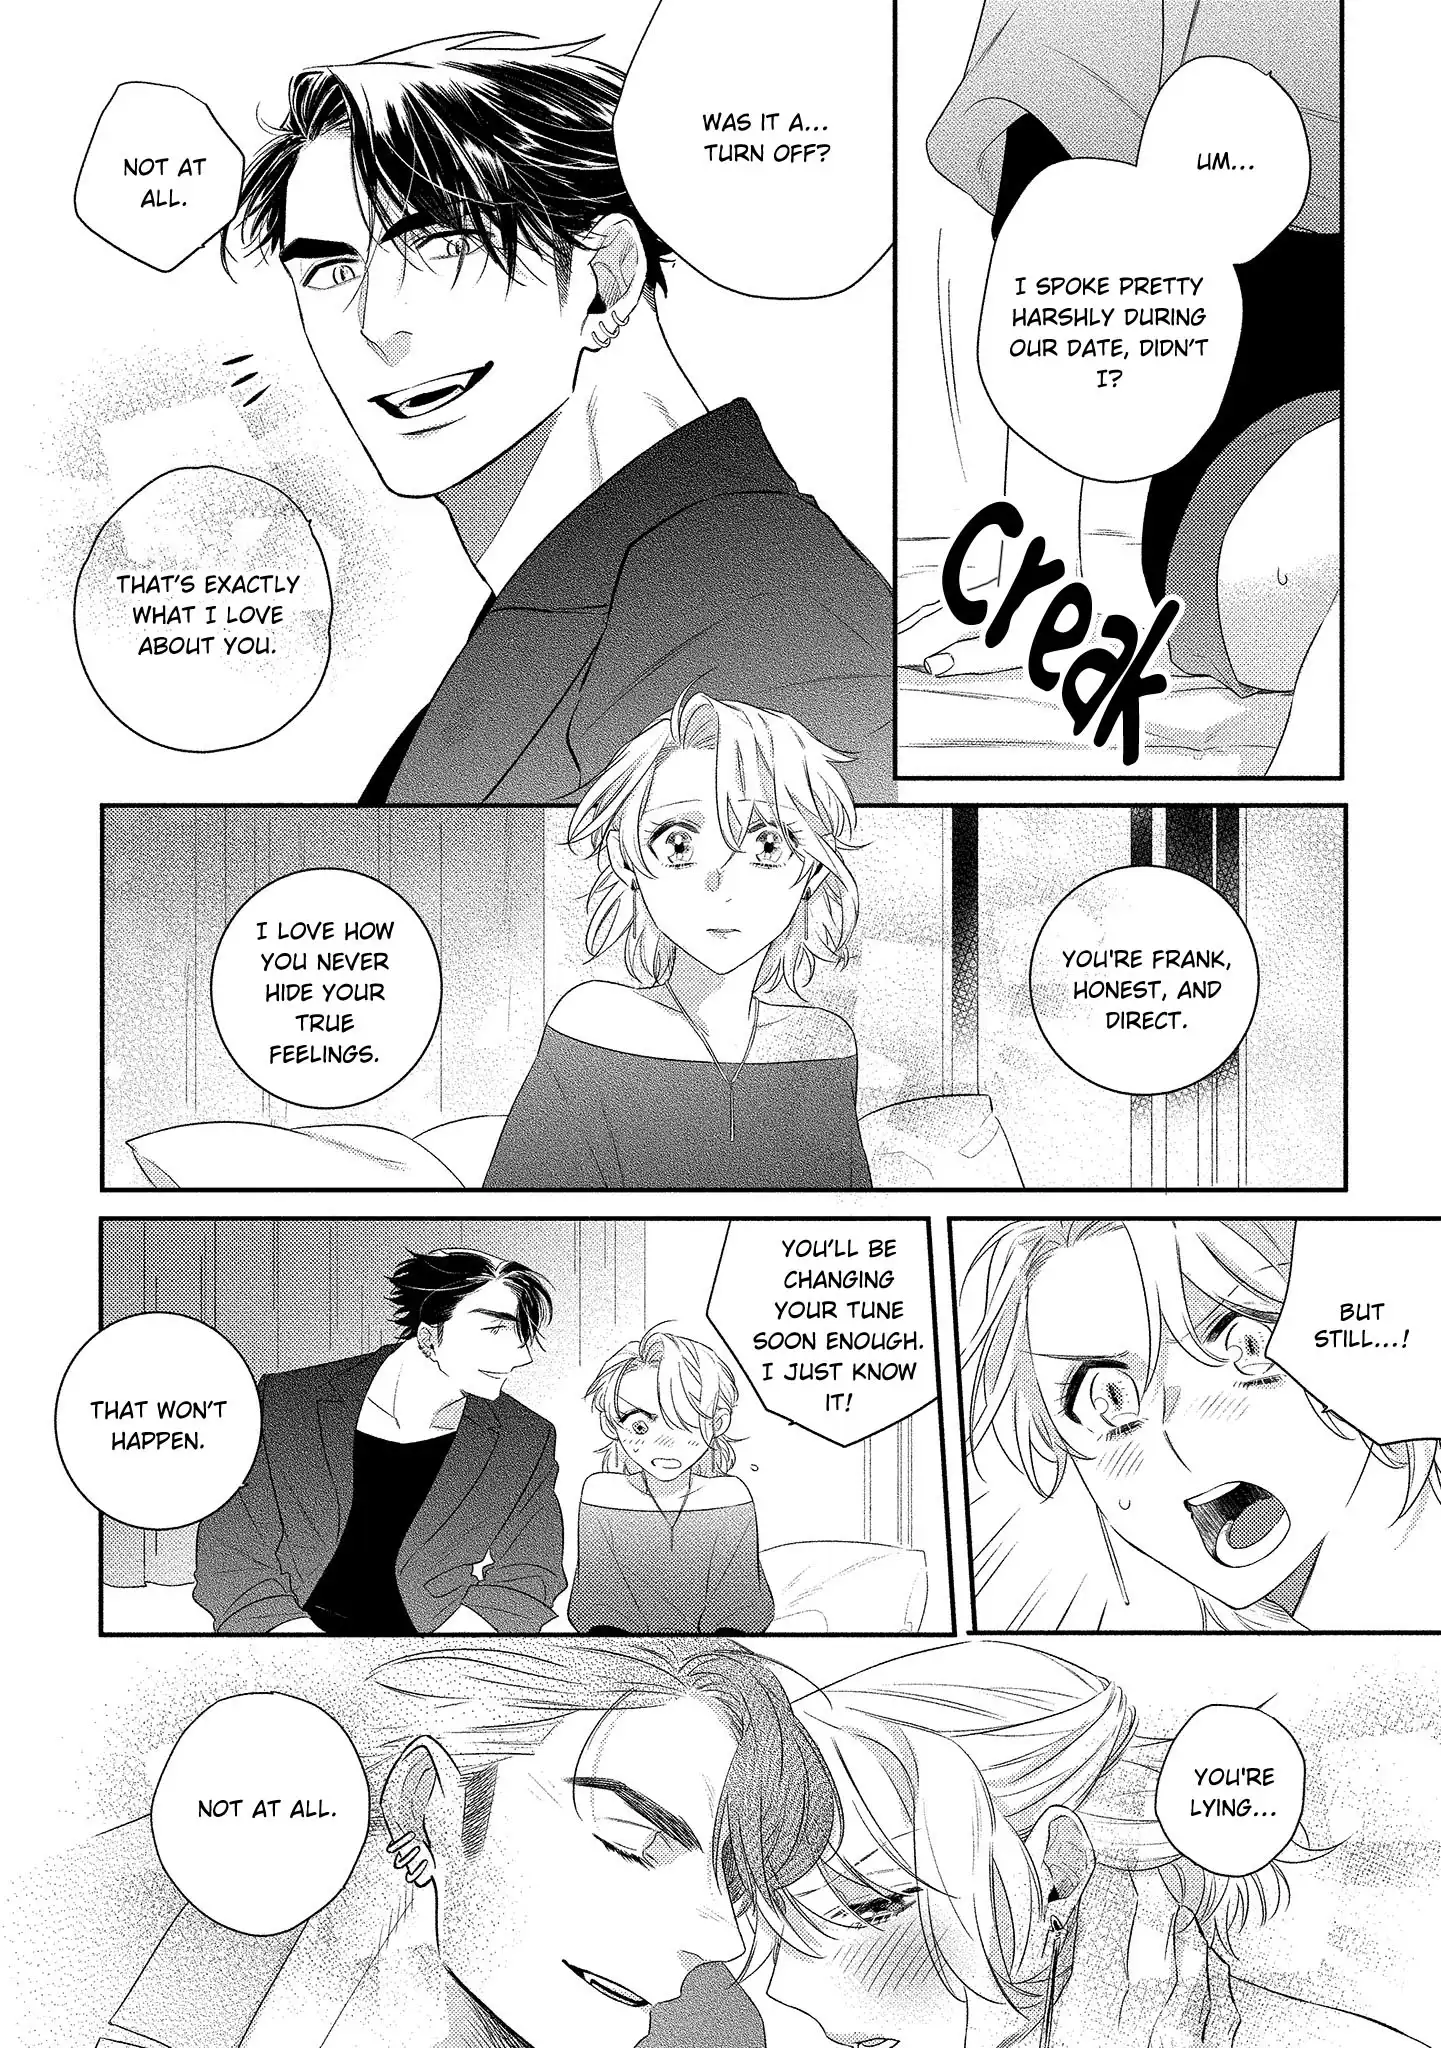 UM...
I SPOKE PRETTY
HARSHLY DURING
OUR DATE, DIDN'T
I?
Creak
WAS IT A...
TURN OFF?
NOT AT
ALL.
THAT'S EXACTLY
WHAT I LOVE
ABOUT YOU.
YOU'RE FRANK,
HONEST, AND
DIRECT.
I LOVE HOW
YOU NEVER
HIDE YOUR
TRUE
FEELINGS.
BUT
STILL...!
YOU'LL BE
CHANGING
YOUR TUNE
SOON ENOUGH.
I JUST KNOW
IT!
THAT WON'T
HAPPEN.
YOU'RE
LYING...
NOT AT ALL.